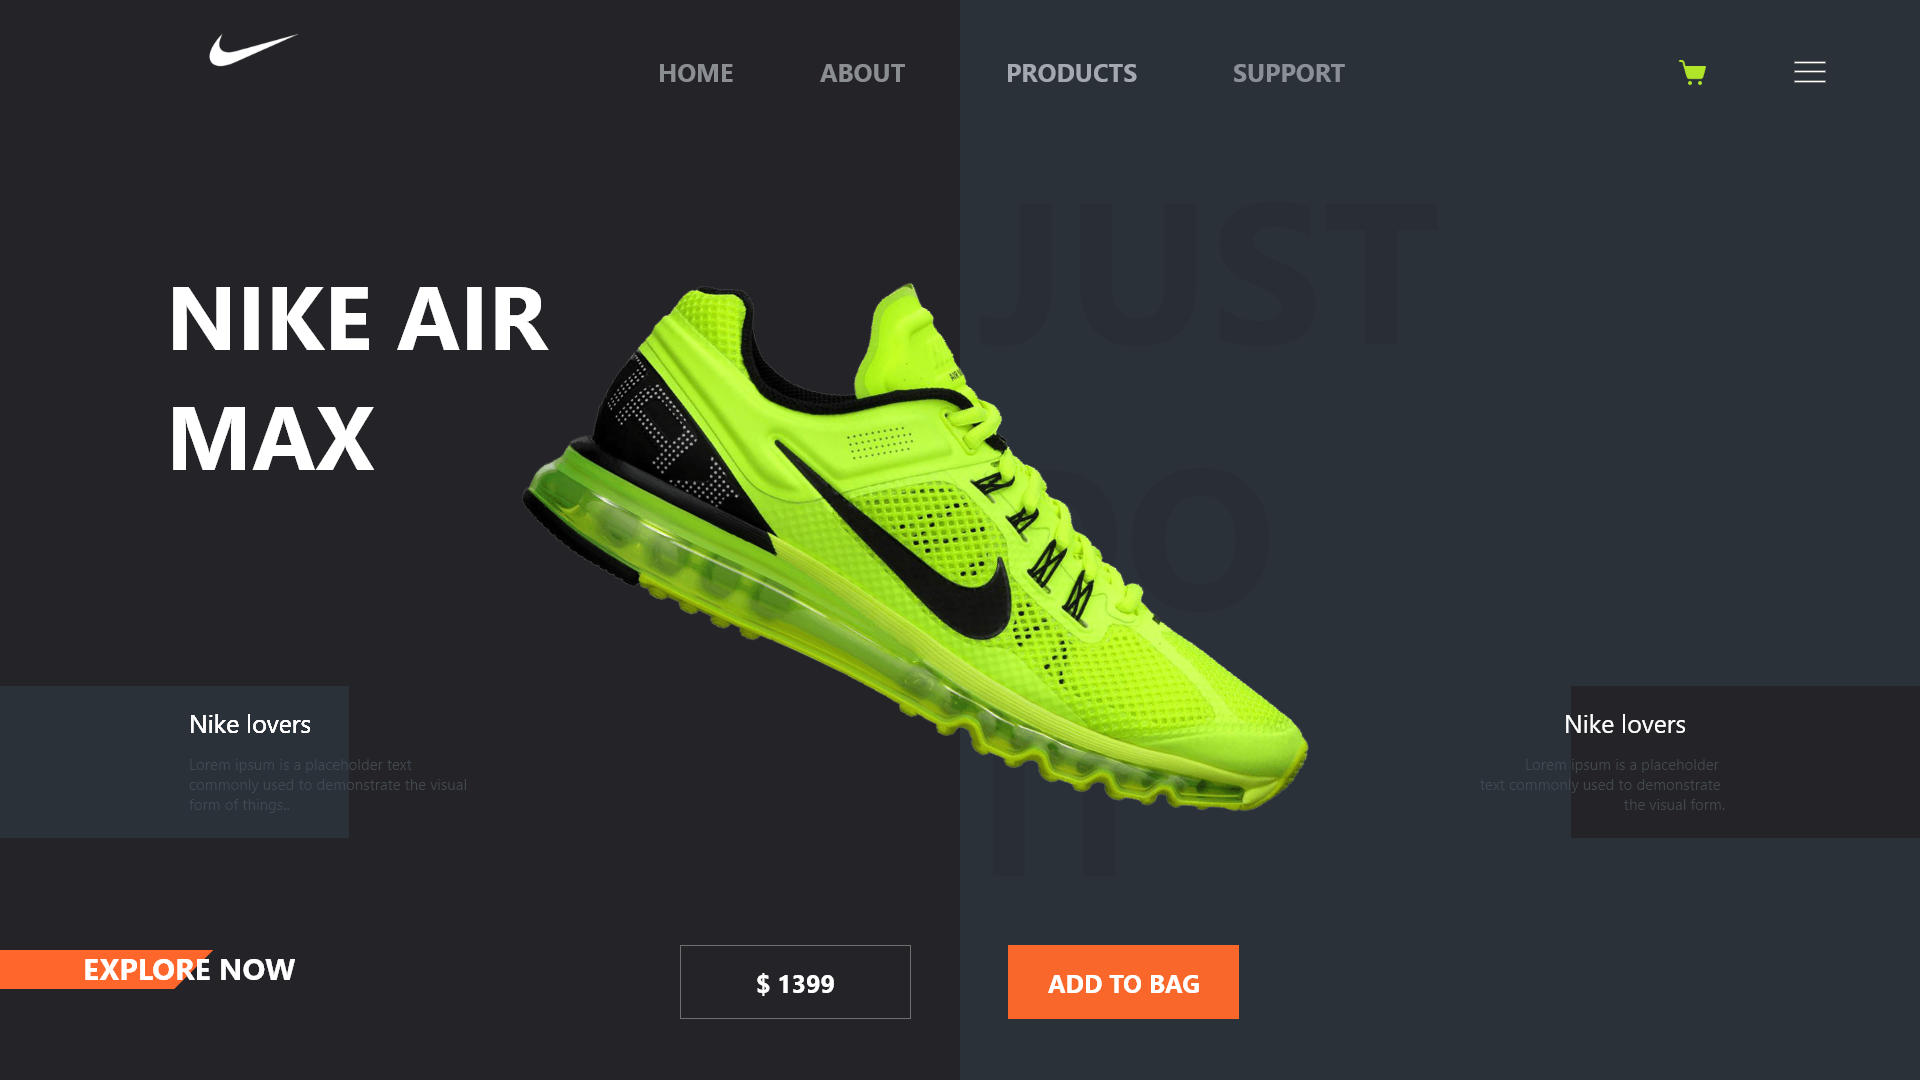 HOME
ABOUT
PRODUCTS
SUPPORT
JUST
NIKE AIR
MAX
DO
IT
Nike lovers
Lorem ipsum is a placeholder text
commonly used to demonstrate the visual
form of things..
Nike lovers
Lorem ipsum is a placeholder
text commonly used to demonstrate
the visual form.
EXPLORE NOW
$ 1399
ADD TO BAG